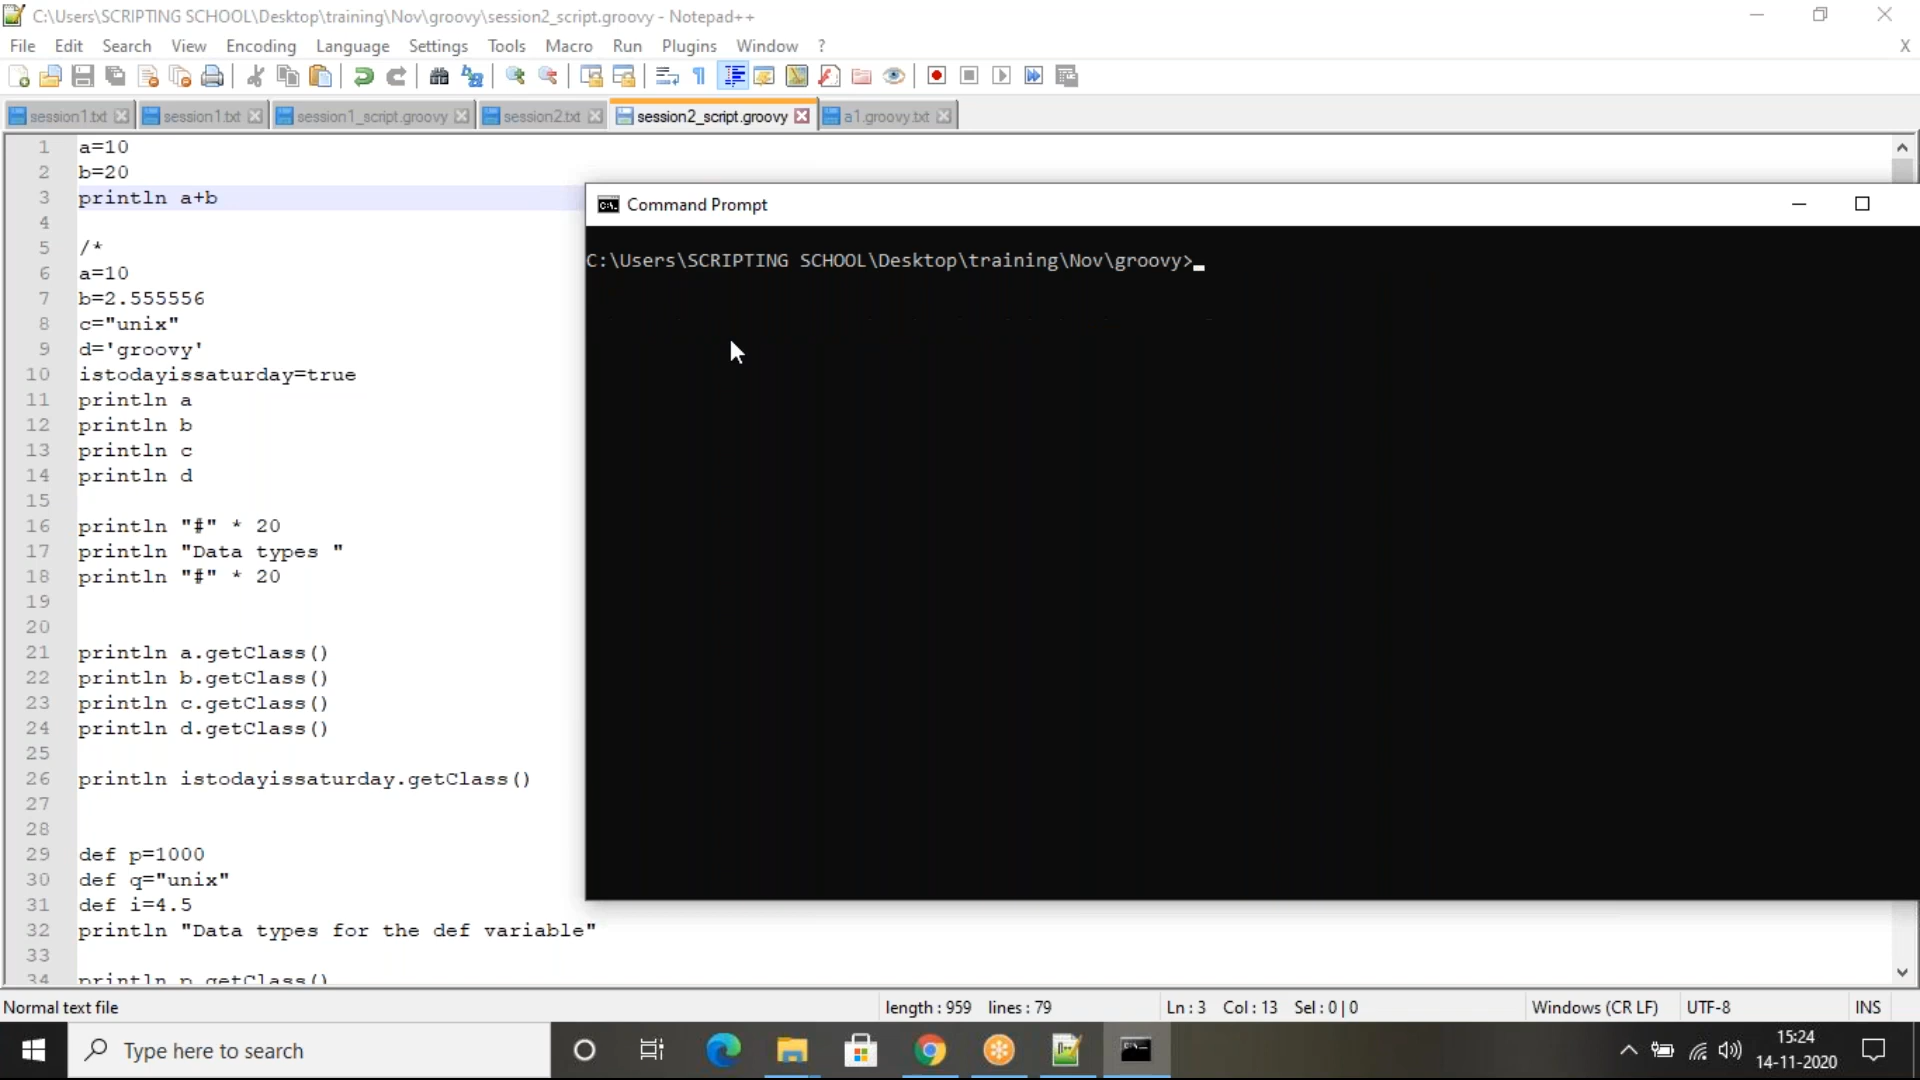 C:\Users\SCRIPTING SCHOOL\Desktop\training\Nov\groovy\session2_script.groovy - Notepad++
File Edit Search View Encoding Language Settings Tools Macro Run Plugins Window ? X
session1.txt session1.txt session1_script.groovy session2.txt session2_script.groovy a1.groovy.txt
1 a=10
2 b=20
3 println a+b
4
5 /*
6 a=10
7 b=2.555556
8 c="unix"
9 d='groovy'
10 istodayissaturday=true
11 println a
12 println b
13 println c
14 println d
15
16 println "#" * 20
17 println "Data types "
18 println "#" * 20
19
20
21 println a.getClass()
22 println b.getClass()
23 println c.getClass()
24 println d.getClass()
25
26 println istodayissaturday.getClass()
27
28
29 def p=1000
30 def q="unix"
31 def i=4.5
32 println "Data types for the def variable"
33
34 println p.getClass()
Command Prompt
C:\Users\SCRIPTING SCHOOL\Desktop\training\Nov\groovy>_
Normal text file length : 959 lines : 79 Ln : 3 Col : 13 Sel : 0 | 0 Windows (CR LF) UTF-8 INS
Type here to search
15:24
14-11-2020